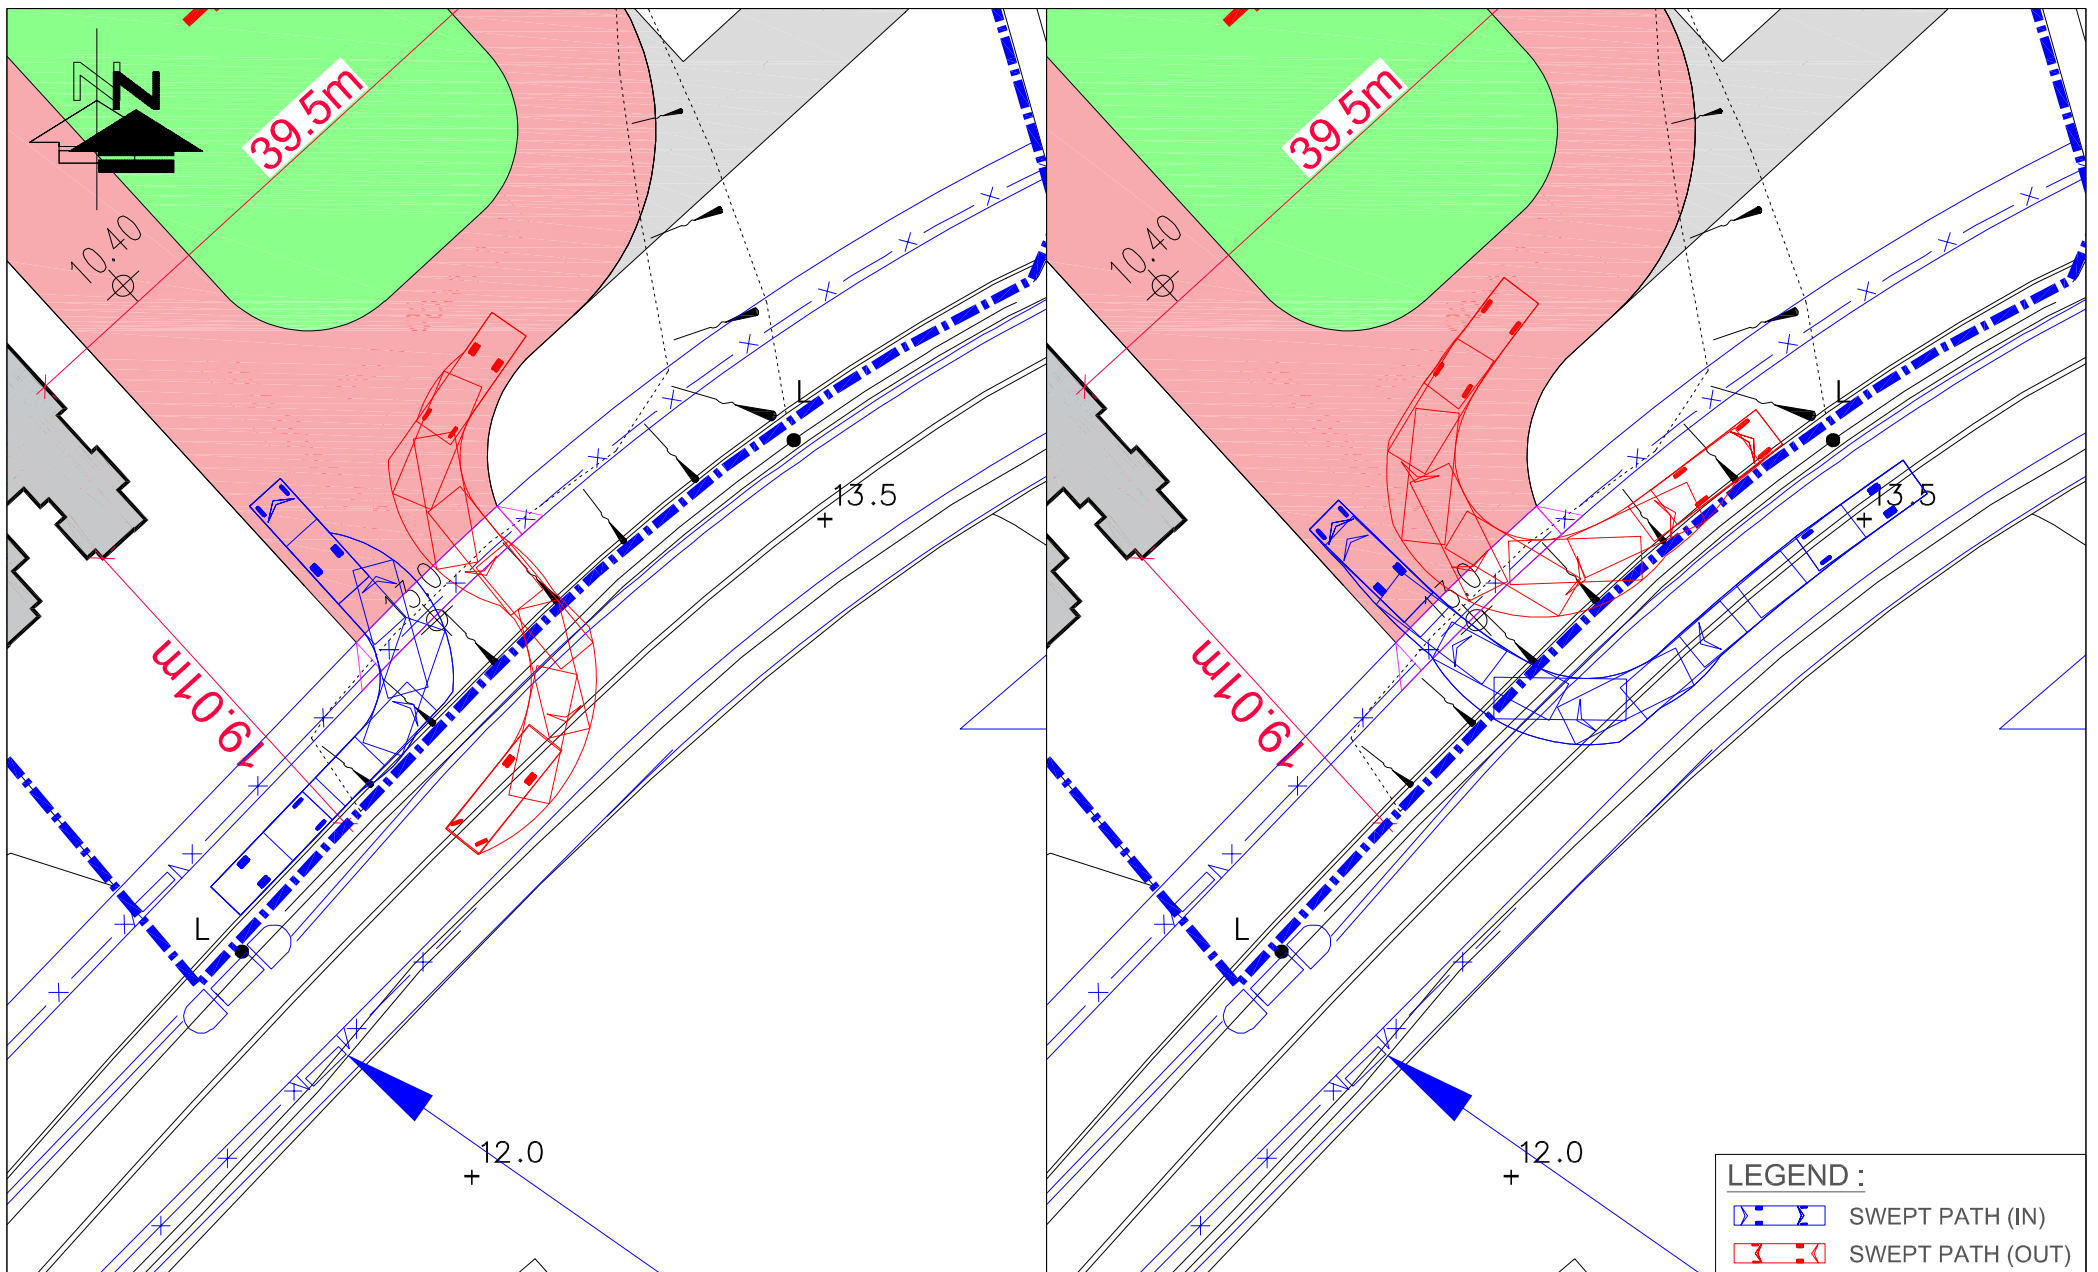 N
39.5m
10.40
L
13.5
19.01m
L
12.0
39.5m
10.40
L
13.5
19.01m
L
12.0
LEGEND :
SWEPT PATH (IN)
SWEPT PATH (OUT)